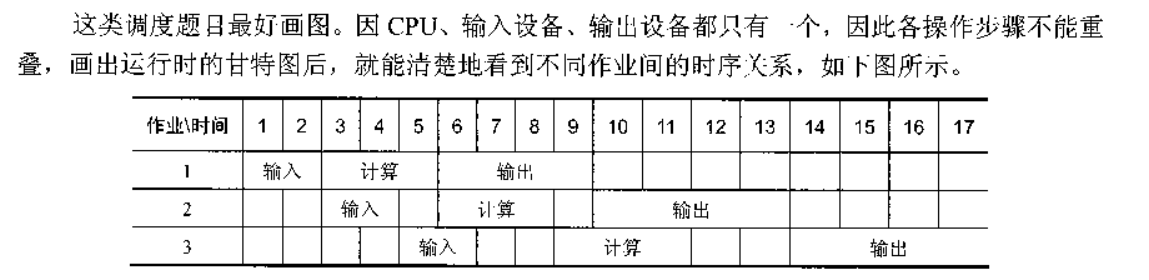 这类调度题目最好画图。因 CPU、输入设备、输出设备都只有一个，因此各操作步骤不能重
叠，画出运行时的甘特图后，就能清楚地看到不同作业间的时序关系，如下图所示。
作业\时间 1 2 3 4 5 6 7 8 9 10 11 12 13 14 15 16 17
1 输入 计算 输出
2 输入 计算 输出
3 输入 计算 输出